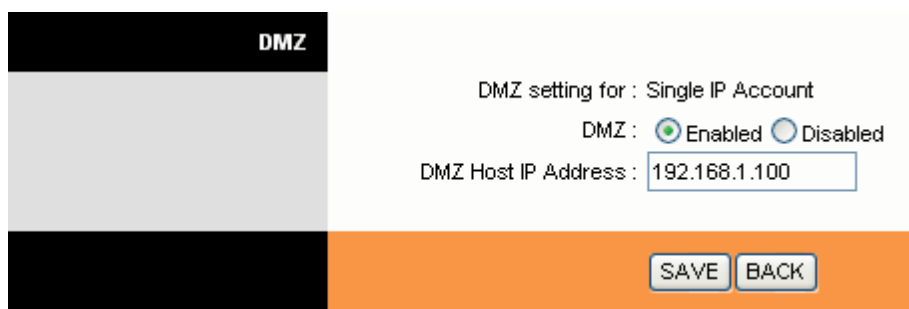 DMZ
DMZ setting for : Single IP Account
DMZ : Enabled Disabled
DMZ Host IP Address : 192.168.1.100
SAVE BACK